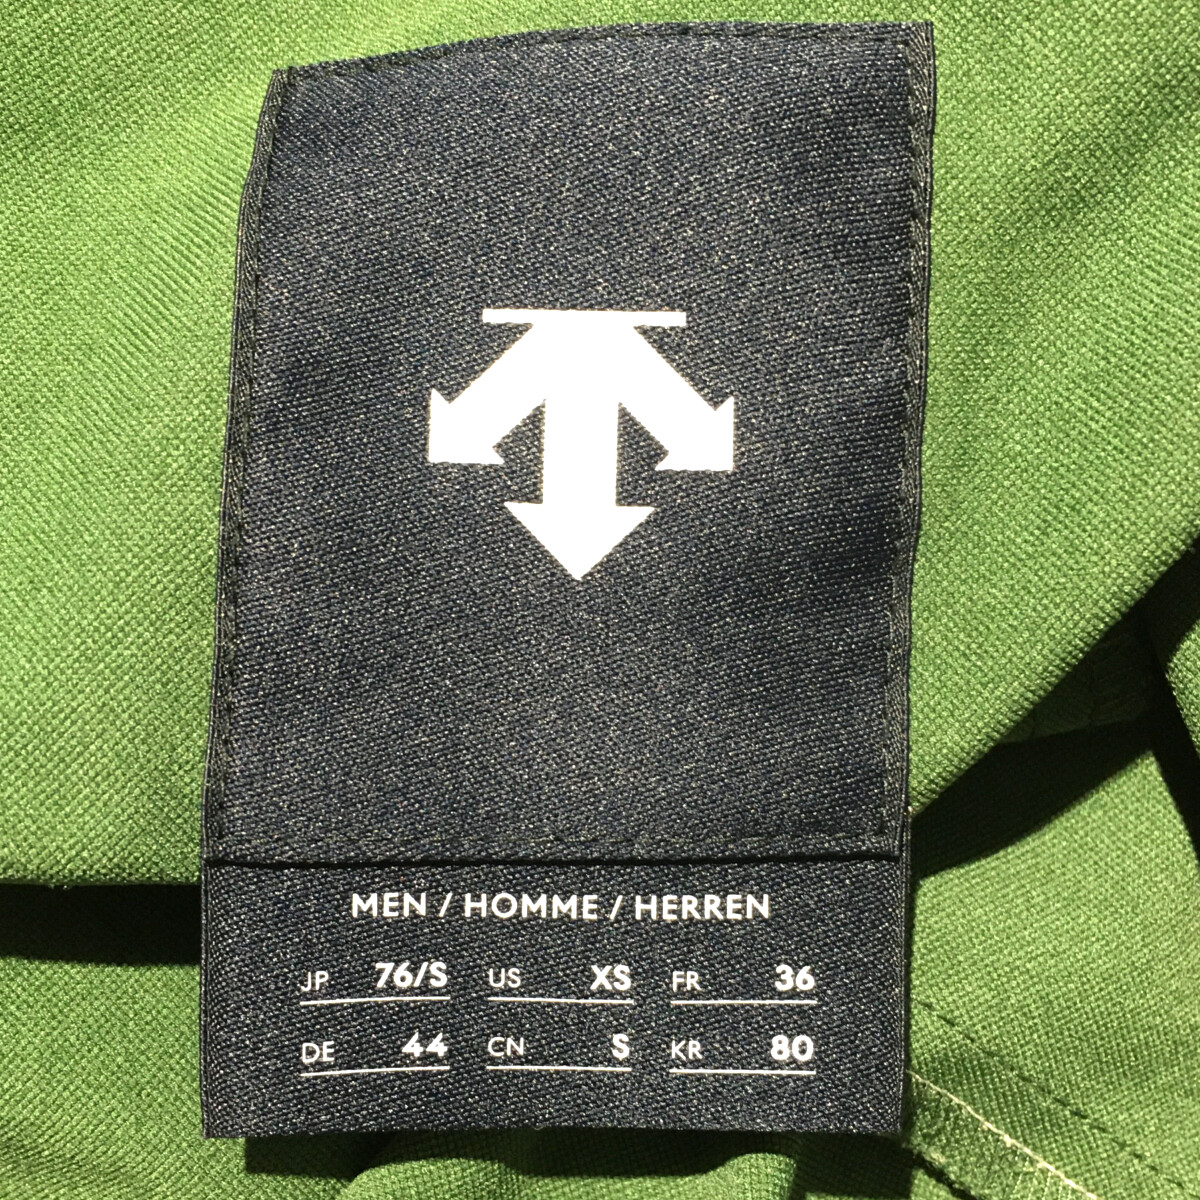 MEN / HOMME / HERREN
JP 76/S US XS FR 36
DE 44 CN S KR 80